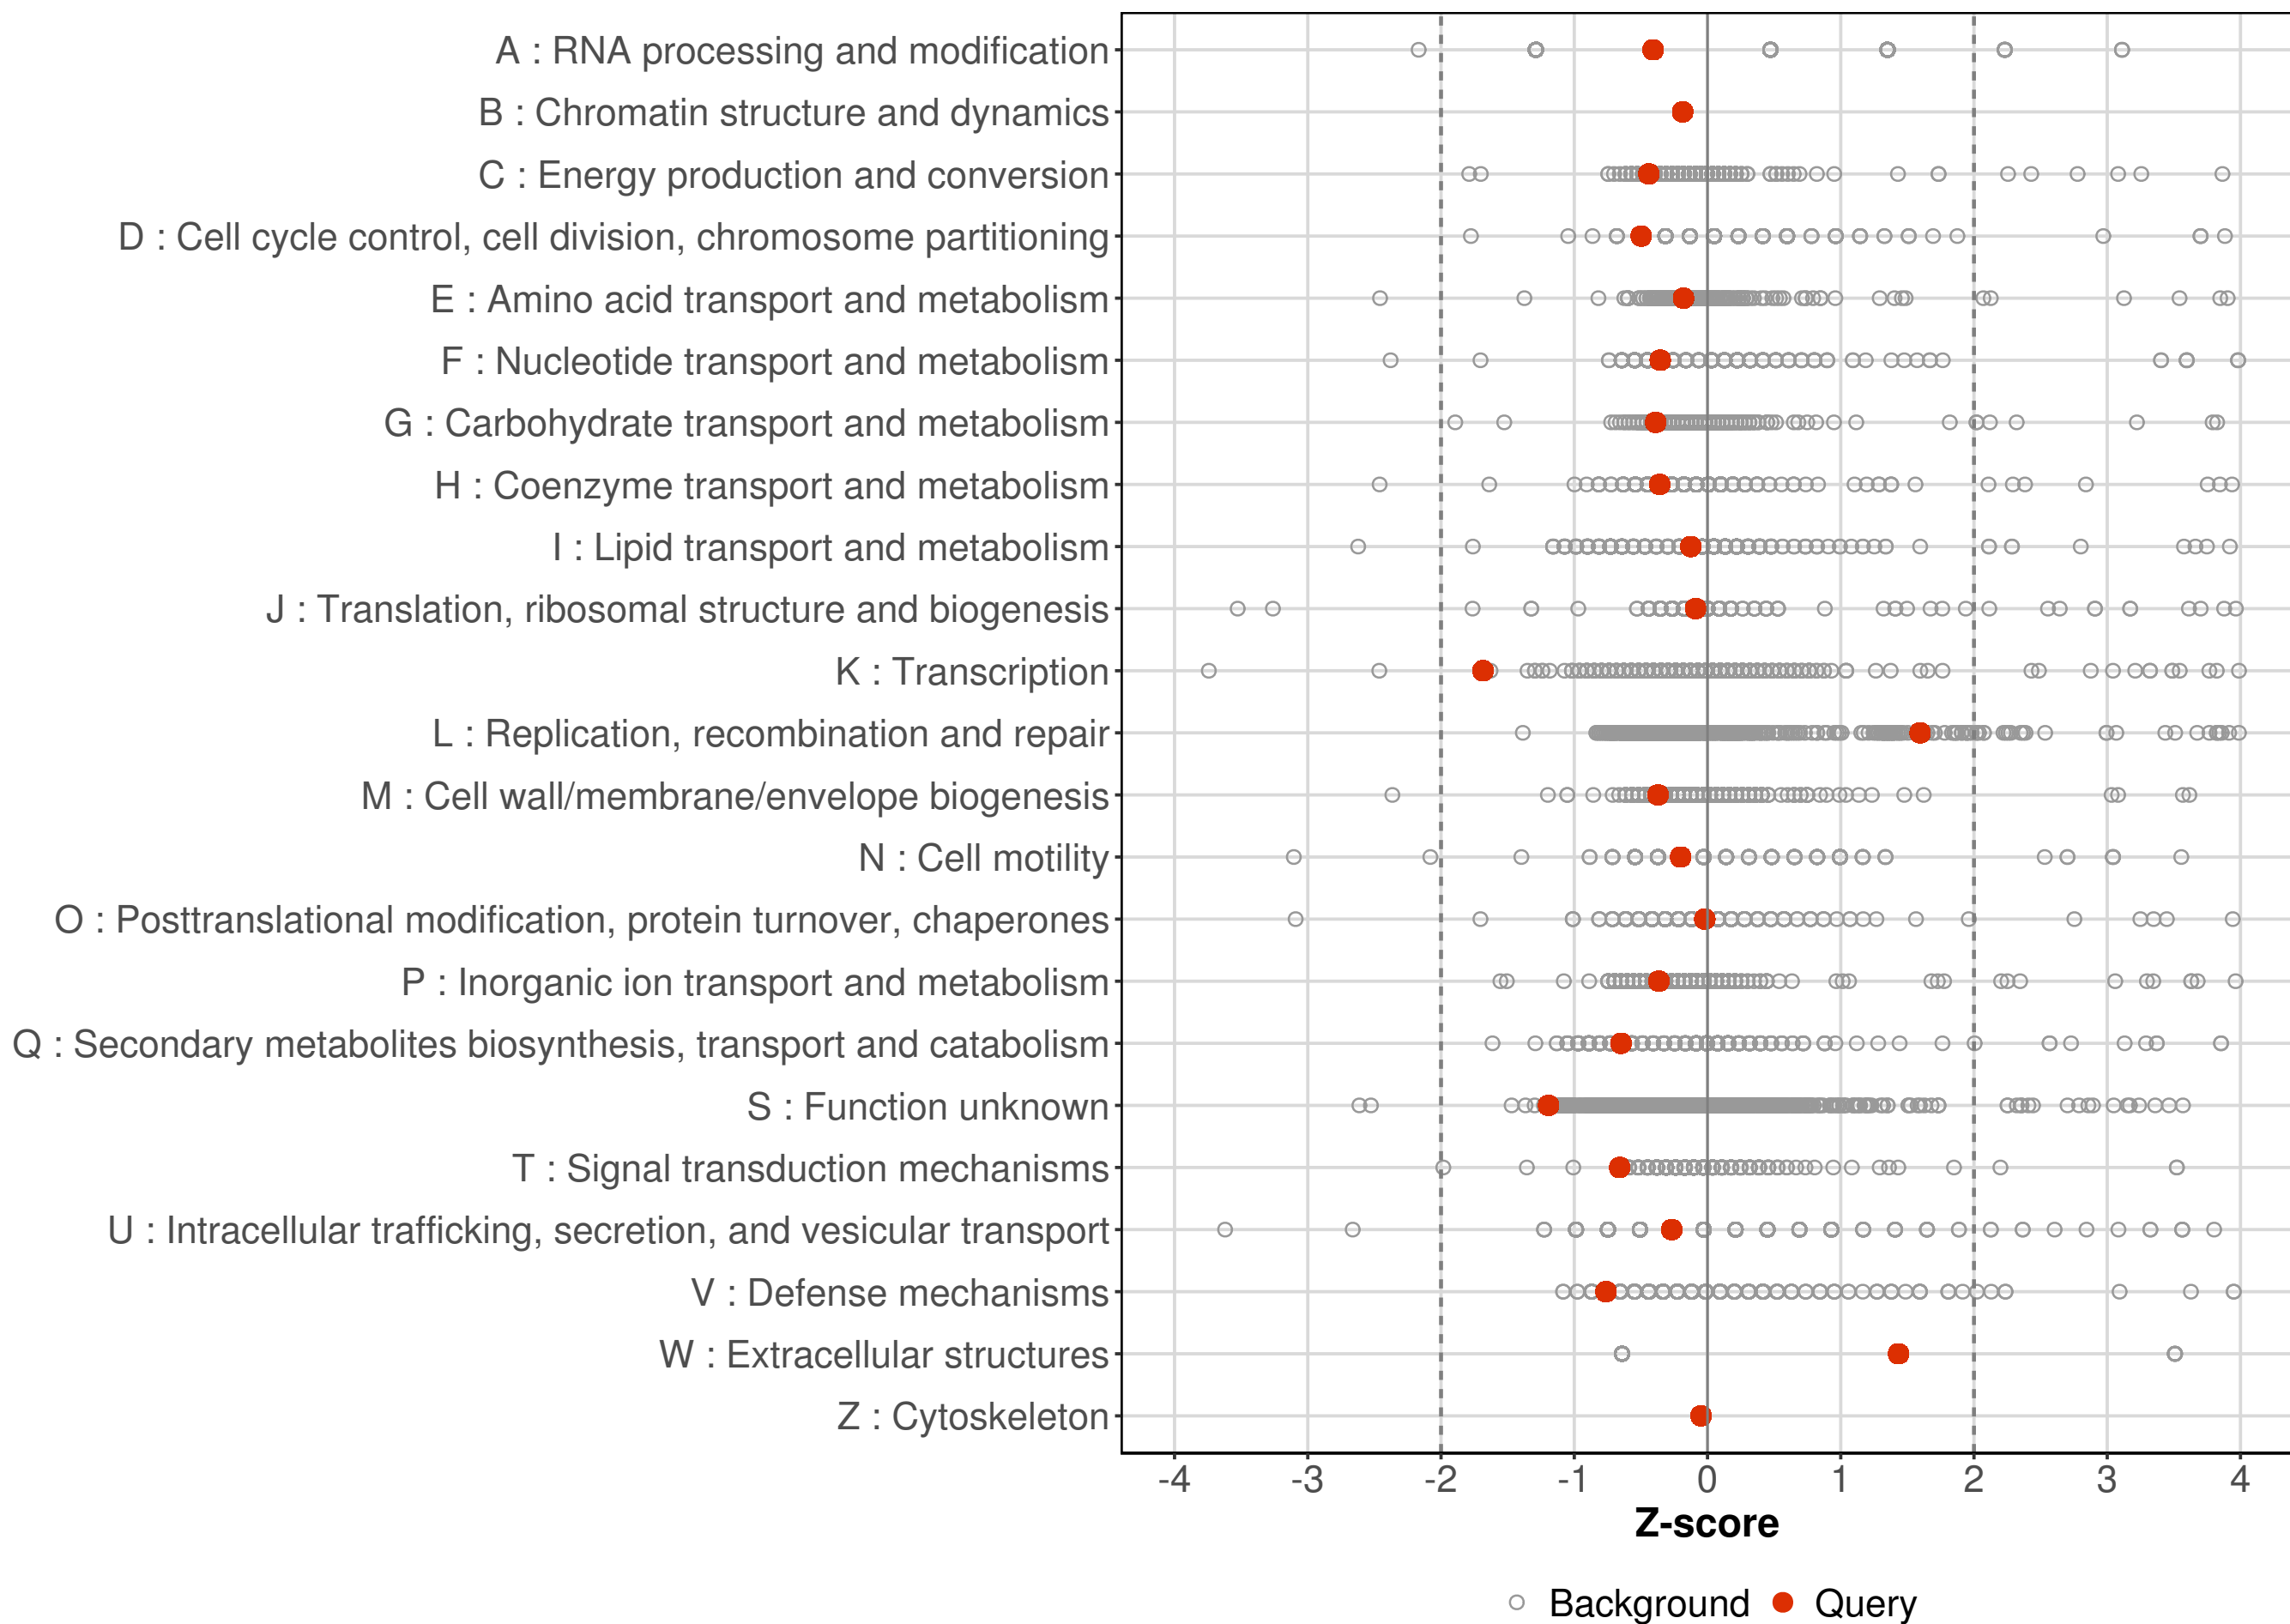 A : RNA processing and modification
B : Chromatin structure and dynamics
C : Energy production and conversion
D : Cell cycle control, cell division, chromosome partitioning
E : Amino acid transport and metabolism
F : Nucleotide transport and metabolism
G : Carbohydrate transport and metabolism
H : Coenzyme transport and metabolism
I : Lipid transport and metabolism
J : Translation, ribosomal structure and biogenesis
K : Transcription
L : Replication, recombination and repair
M : Cell wall/membrane/envelope biogenesis
N : Cell motility
O : Posttranslational modification, protein turnover, chaperones
P : Inorganic ion transport and metabolism
Q : Secondary metabolites biosynthesis, transport and catabolism
S : Function unknown
T : Signal transduction mechanisms
U : Intracellular trafficking, secretion, and vesicular transport
V : Defense mechanisms
W : Extracellular structures
Z : Cytoskeleton
-4 -3 -2 -1 0 1 2 3 4
Z-score
Background Query